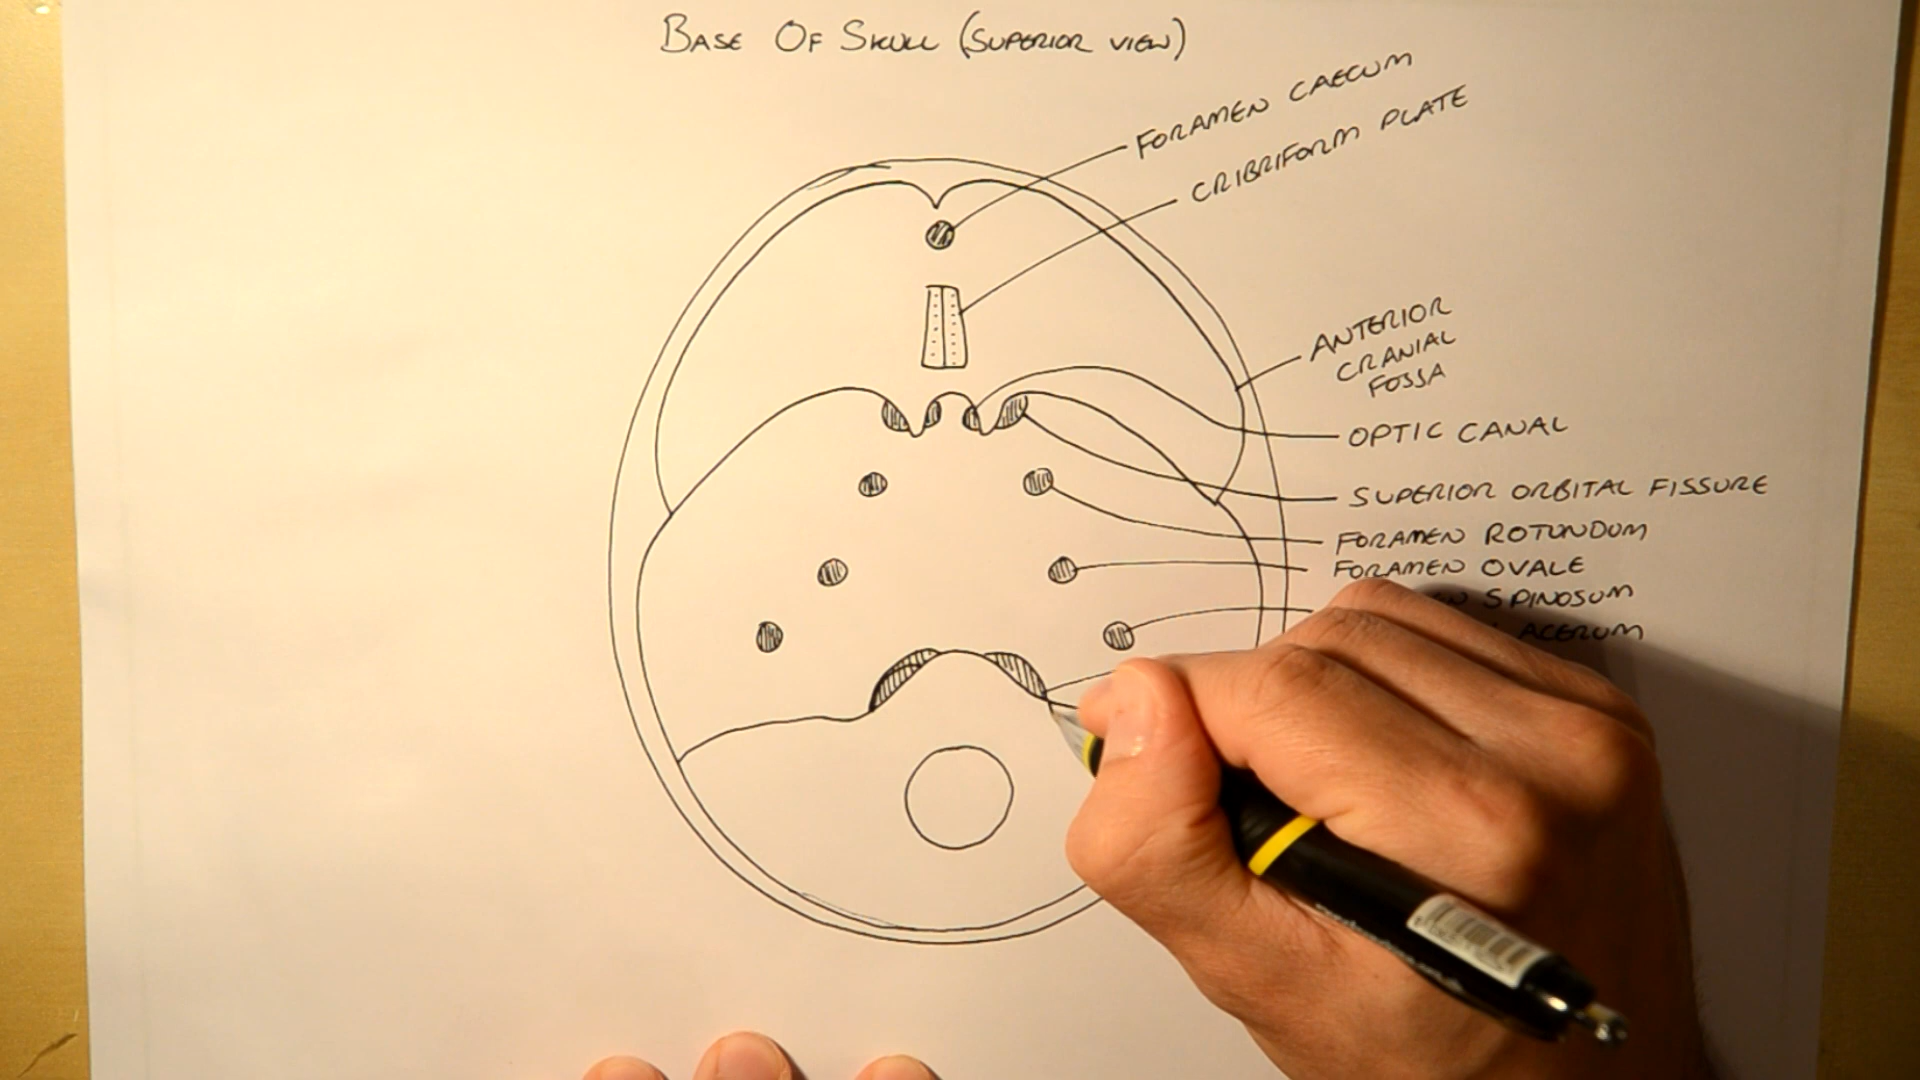 BASE OF SKULL (SUPERIOR VIEW)
FORAMEN CAECUM
CRIBRIFORM PLATE
ANTERIOR
CRANIAL
FOSSA
OPTIC CANAL
SUPERIOR ORBITAL FISSURE
FORAMEN ROTUNDUM
FORAMEN OVALE
SPINOSUM
ACERUM